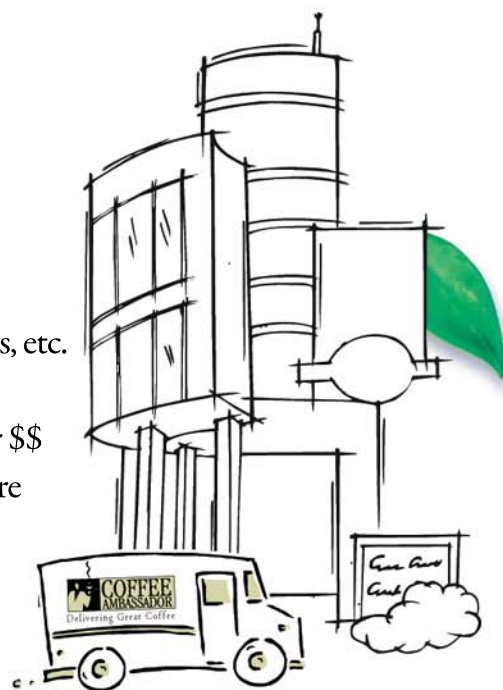 s, etc.
$$
re
COFFEE
AMBASSADOR
Delivering Great Coffee